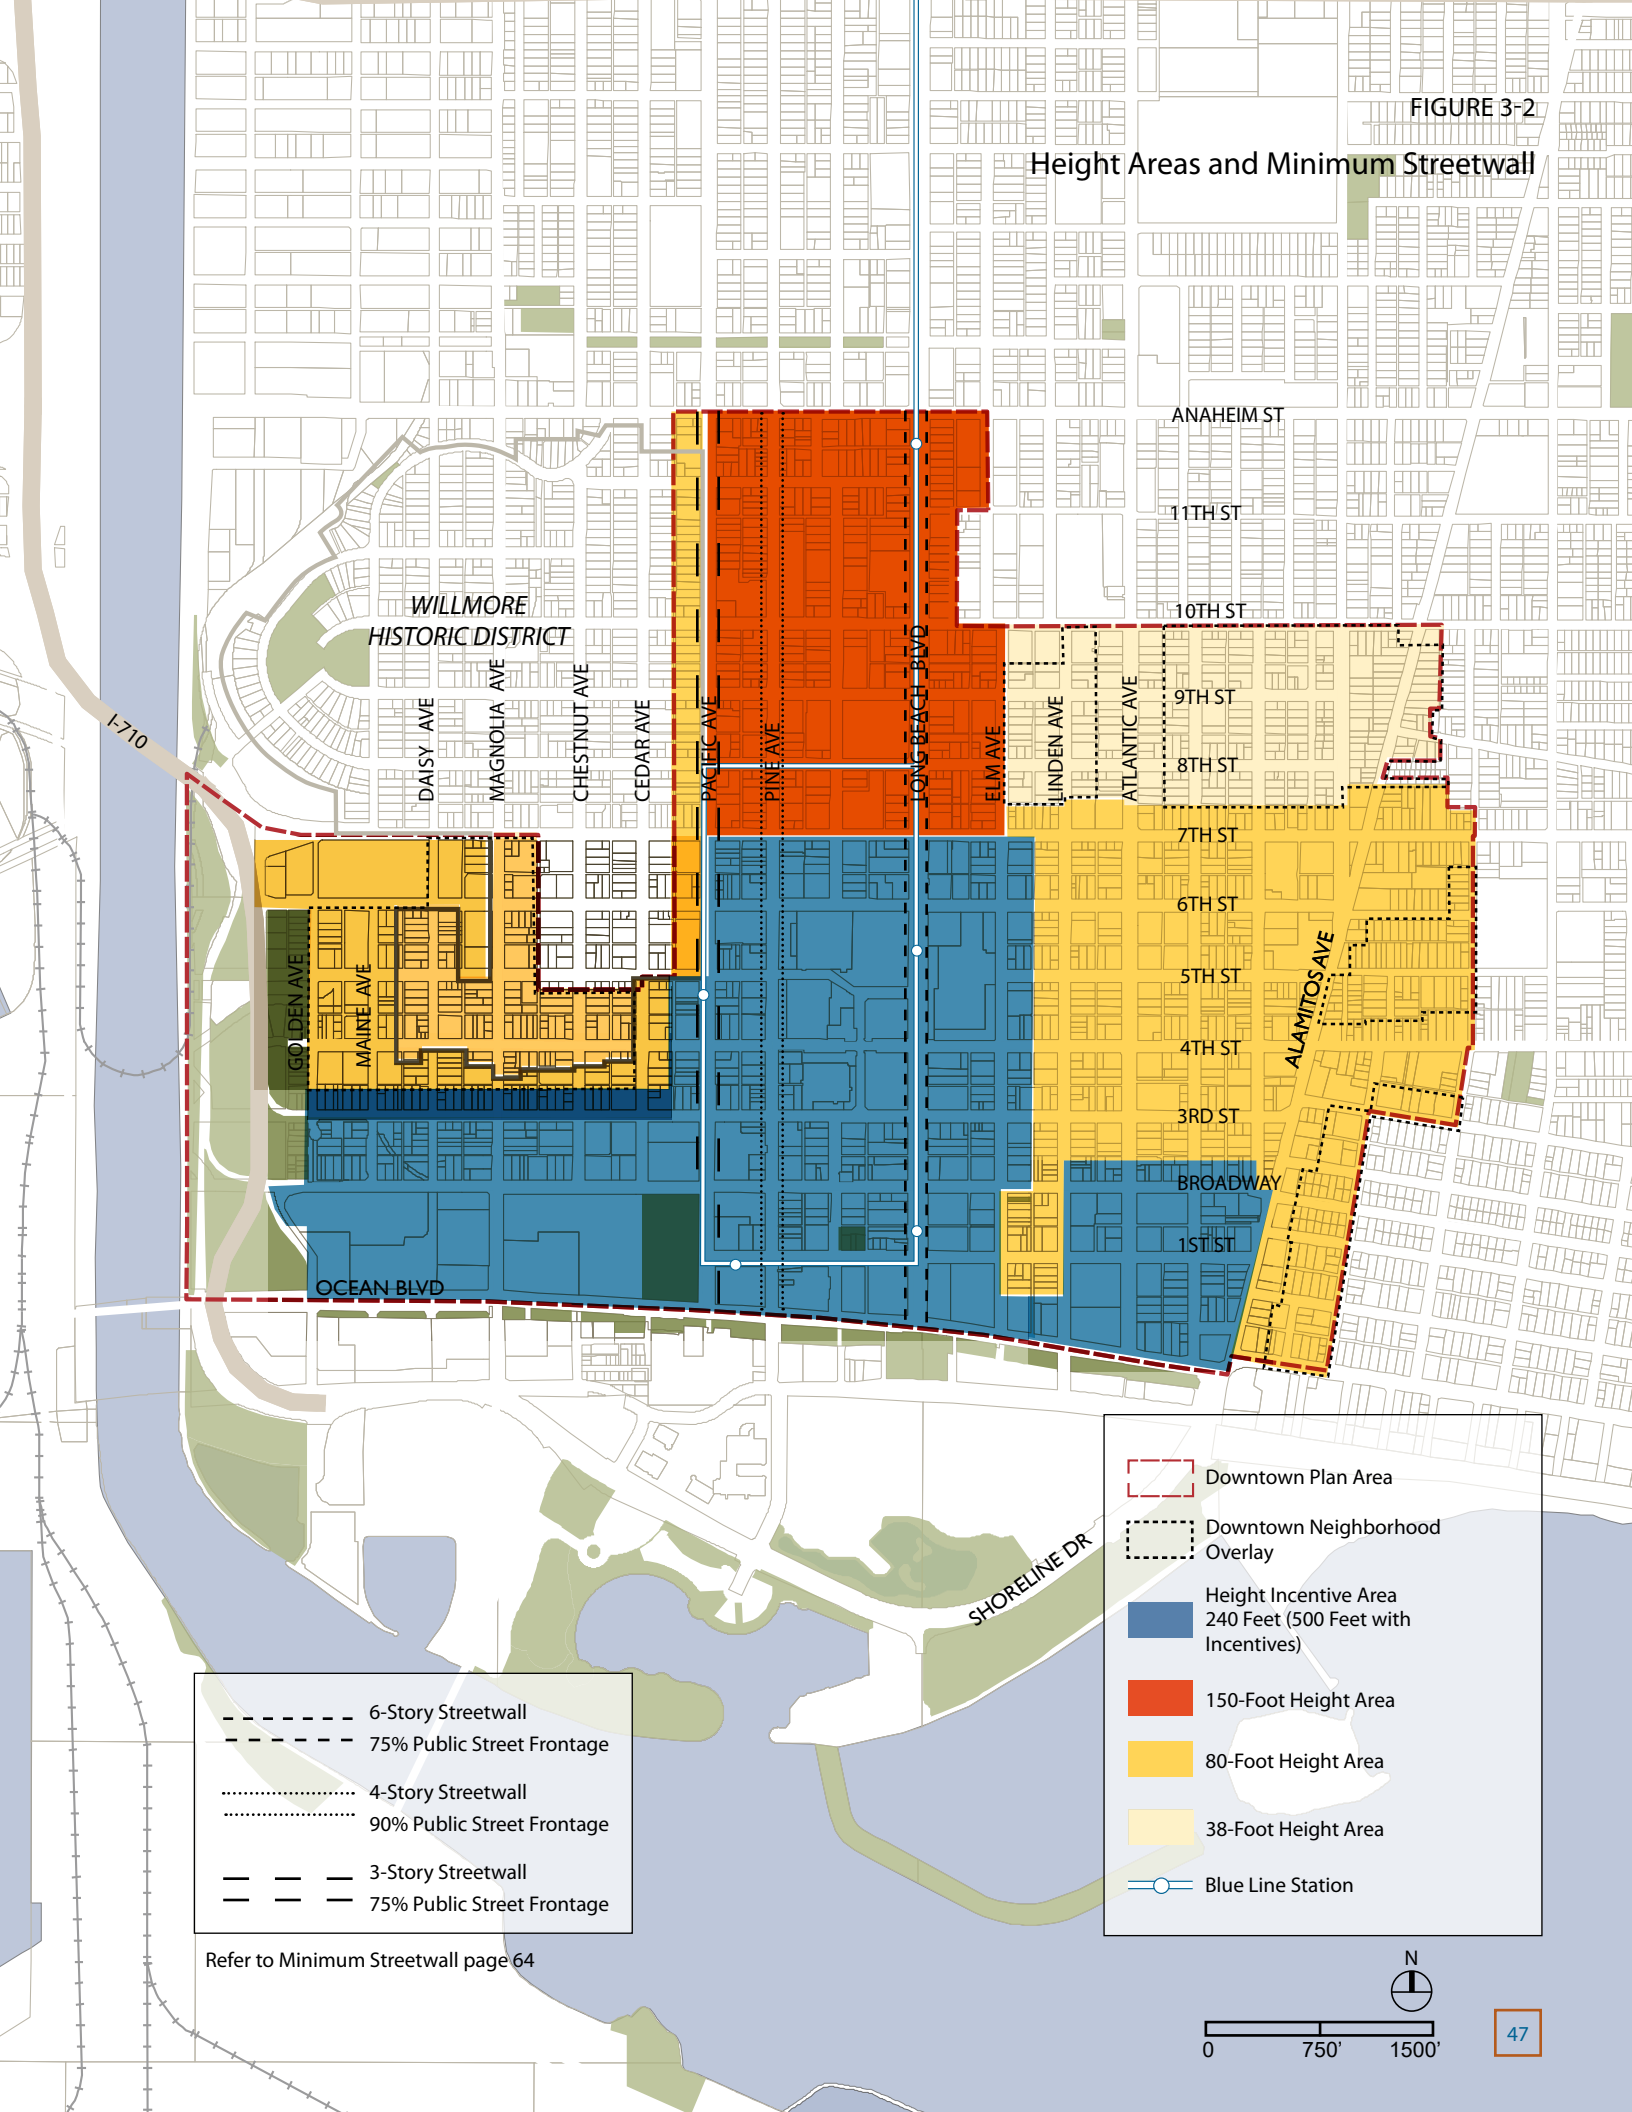 FIGURE 3-2
Height Areas and Minimum Streetwall
ANAHEIM ST
11TH ST
10TH ST
WILLMORE
HISTORIC DISTRICT
9TH ST
8TH ST
7TH ST
6TH ST
5TH ST
4TH ST
3RD ST
BROADWAY
1ST ST
I-710
DAISY AVE
MAGNOLIA AVE
CHESTNUT AVE
CEDAR AVE
PACIFIC AVE
PINE AVE
LONG BEACH BLVD
ELM AVE
LINDEN AVE
ATLANTIC AVE
GOLDEN AVE
MAINE AVE
ALAMITOS AVE
OCEAN BLVD
SHORELINE DR
Downtown Plan Area
Downtown Neighborhood
Overlay
Height Incentive Area
240 Feet (500 Feet with
Incentives)
150-Foot Height Area
80-Foot Height Area
38-Foot Height Area
Blue Line Station
6-Story Streetwall
75% Public Street Frontage
4-Story Streetwall
90% Public Street Frontage
3-Story Streetwall
75% Public Street Frontage
Refer to Minimum Streetwall page 64
N
0 750' 1500'
47